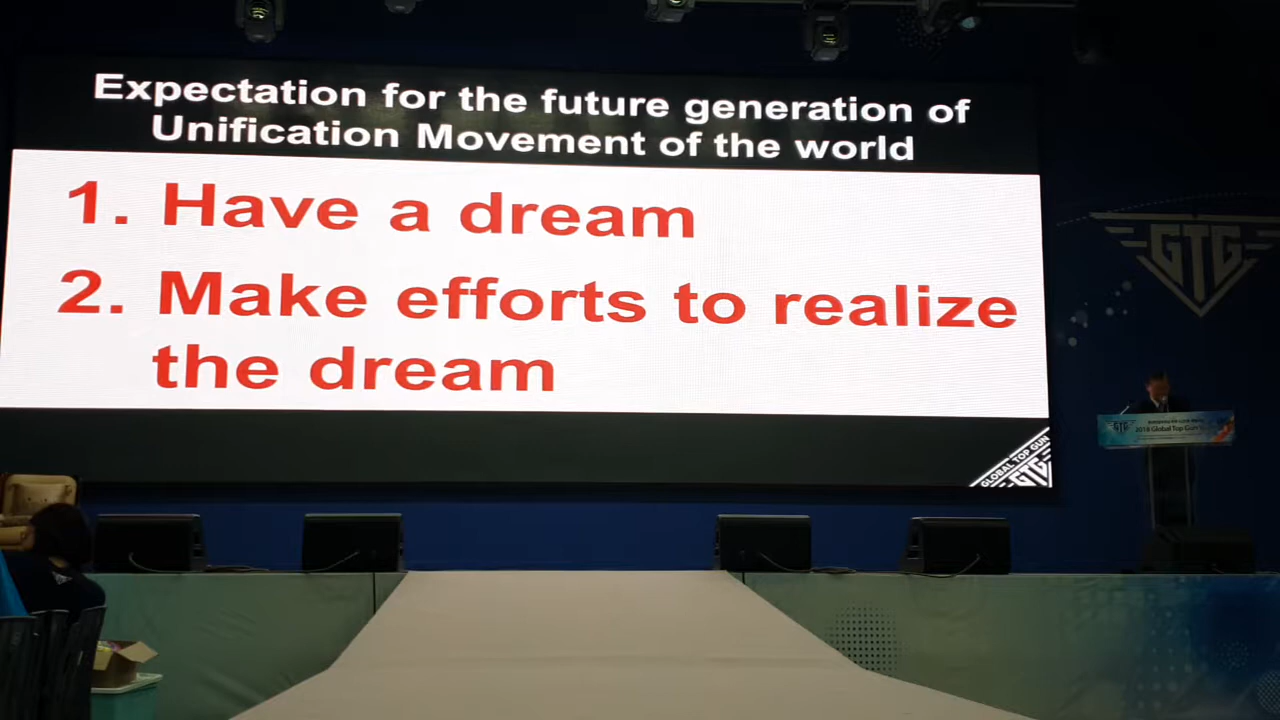 Expectation for the future generation of
Unification Movement of the world
1. Have a dream
2. Make efforts to realize
the dream
GTG
GTG
2018 Global Top Gun
GLOBAL TOP GUN
GTG